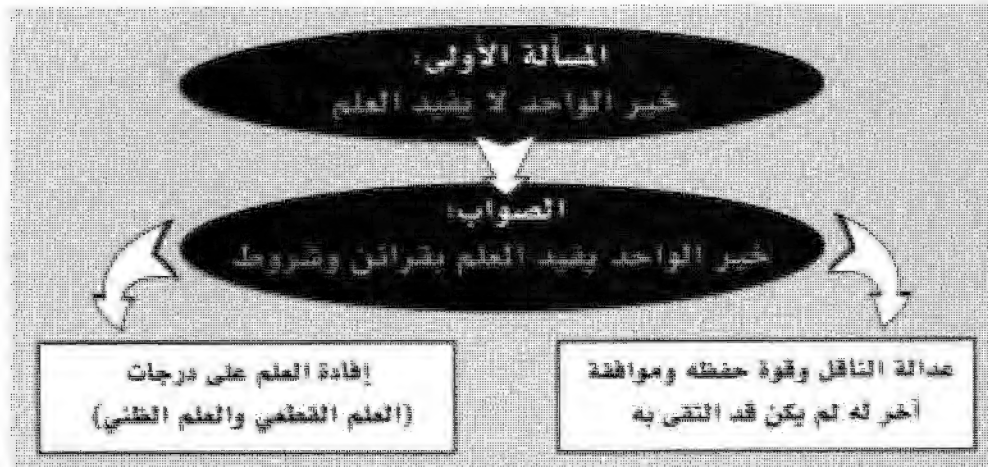 المسألة الأولى:
خبر الواحد لا يفيد العلم
الصواب:
خبر الواحد يفيد العلم بقرائن وشروط
عدالة الناقل وقوة حفظه وموافقة
آخر له لم يكن قد التقى به
إفادة العلم على درجات
(العلم القطعي والعلم الظني)